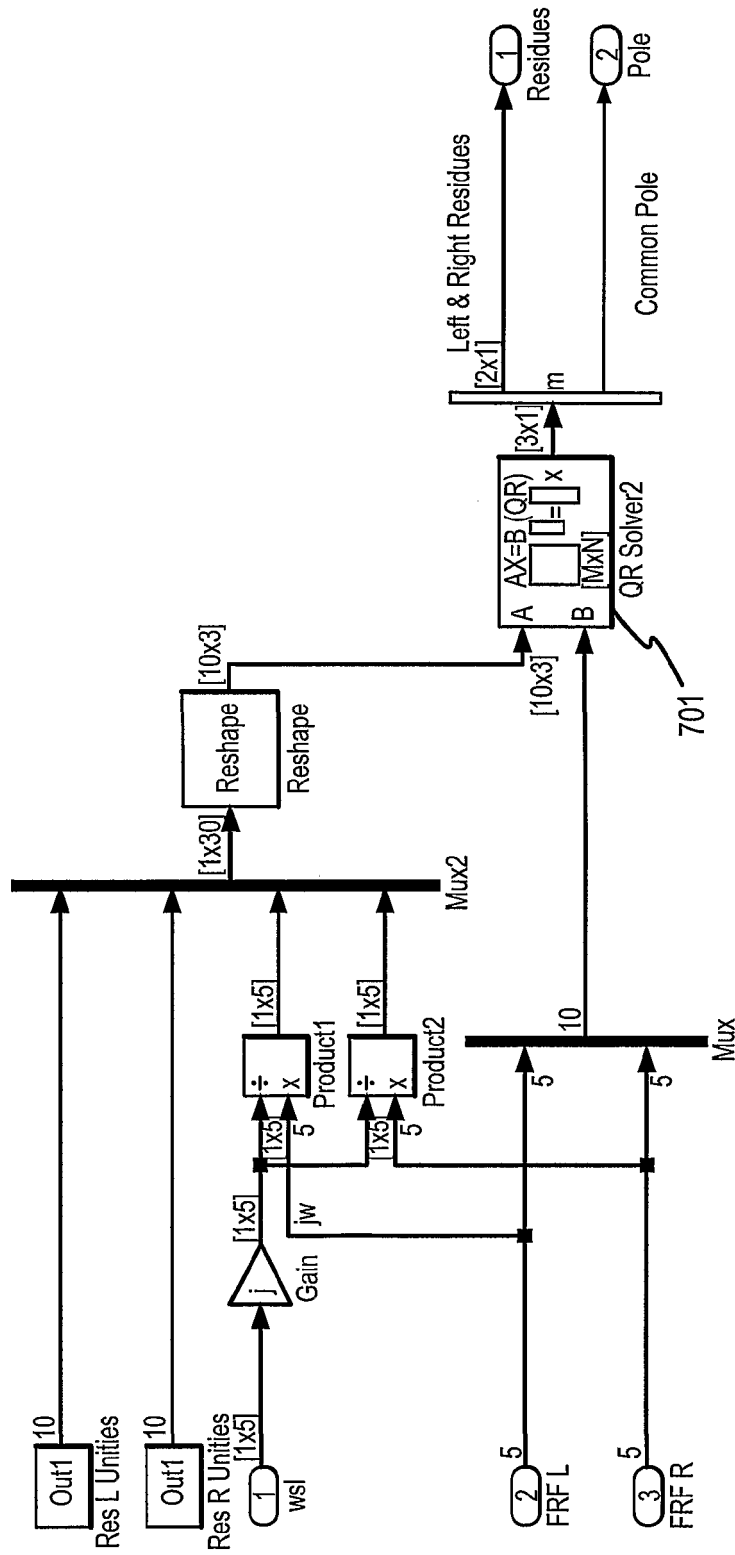 Out1
10
Res L Unities
Out1
10
Res R Unities
1
wsl
[1x5]
j
Gain
[1x5]
jw
[1x5]
5
÷
x
Product1
[1x5]
[1x5]
5
÷
x
Product2
[1x5]
Mux2
[1x30]
Reshape
Reshape
[10x3]
2
FRF L
5
3
FRF R
5
5
5
Mux
10
[10x3]
A
B
AX=B (QR)
=
x
[MxN]
QR Solver2
701
[3x1]
m
[2x1]
Left & Right Residues
1
Residues
Common Pole
2
Pole